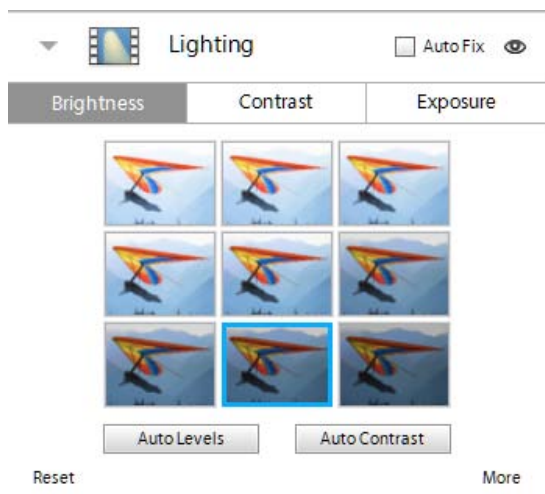 Lighting
Auto Fix
Brightness
Contrast
Exposure
Auto Levels
Auto Contrast
Reset
More